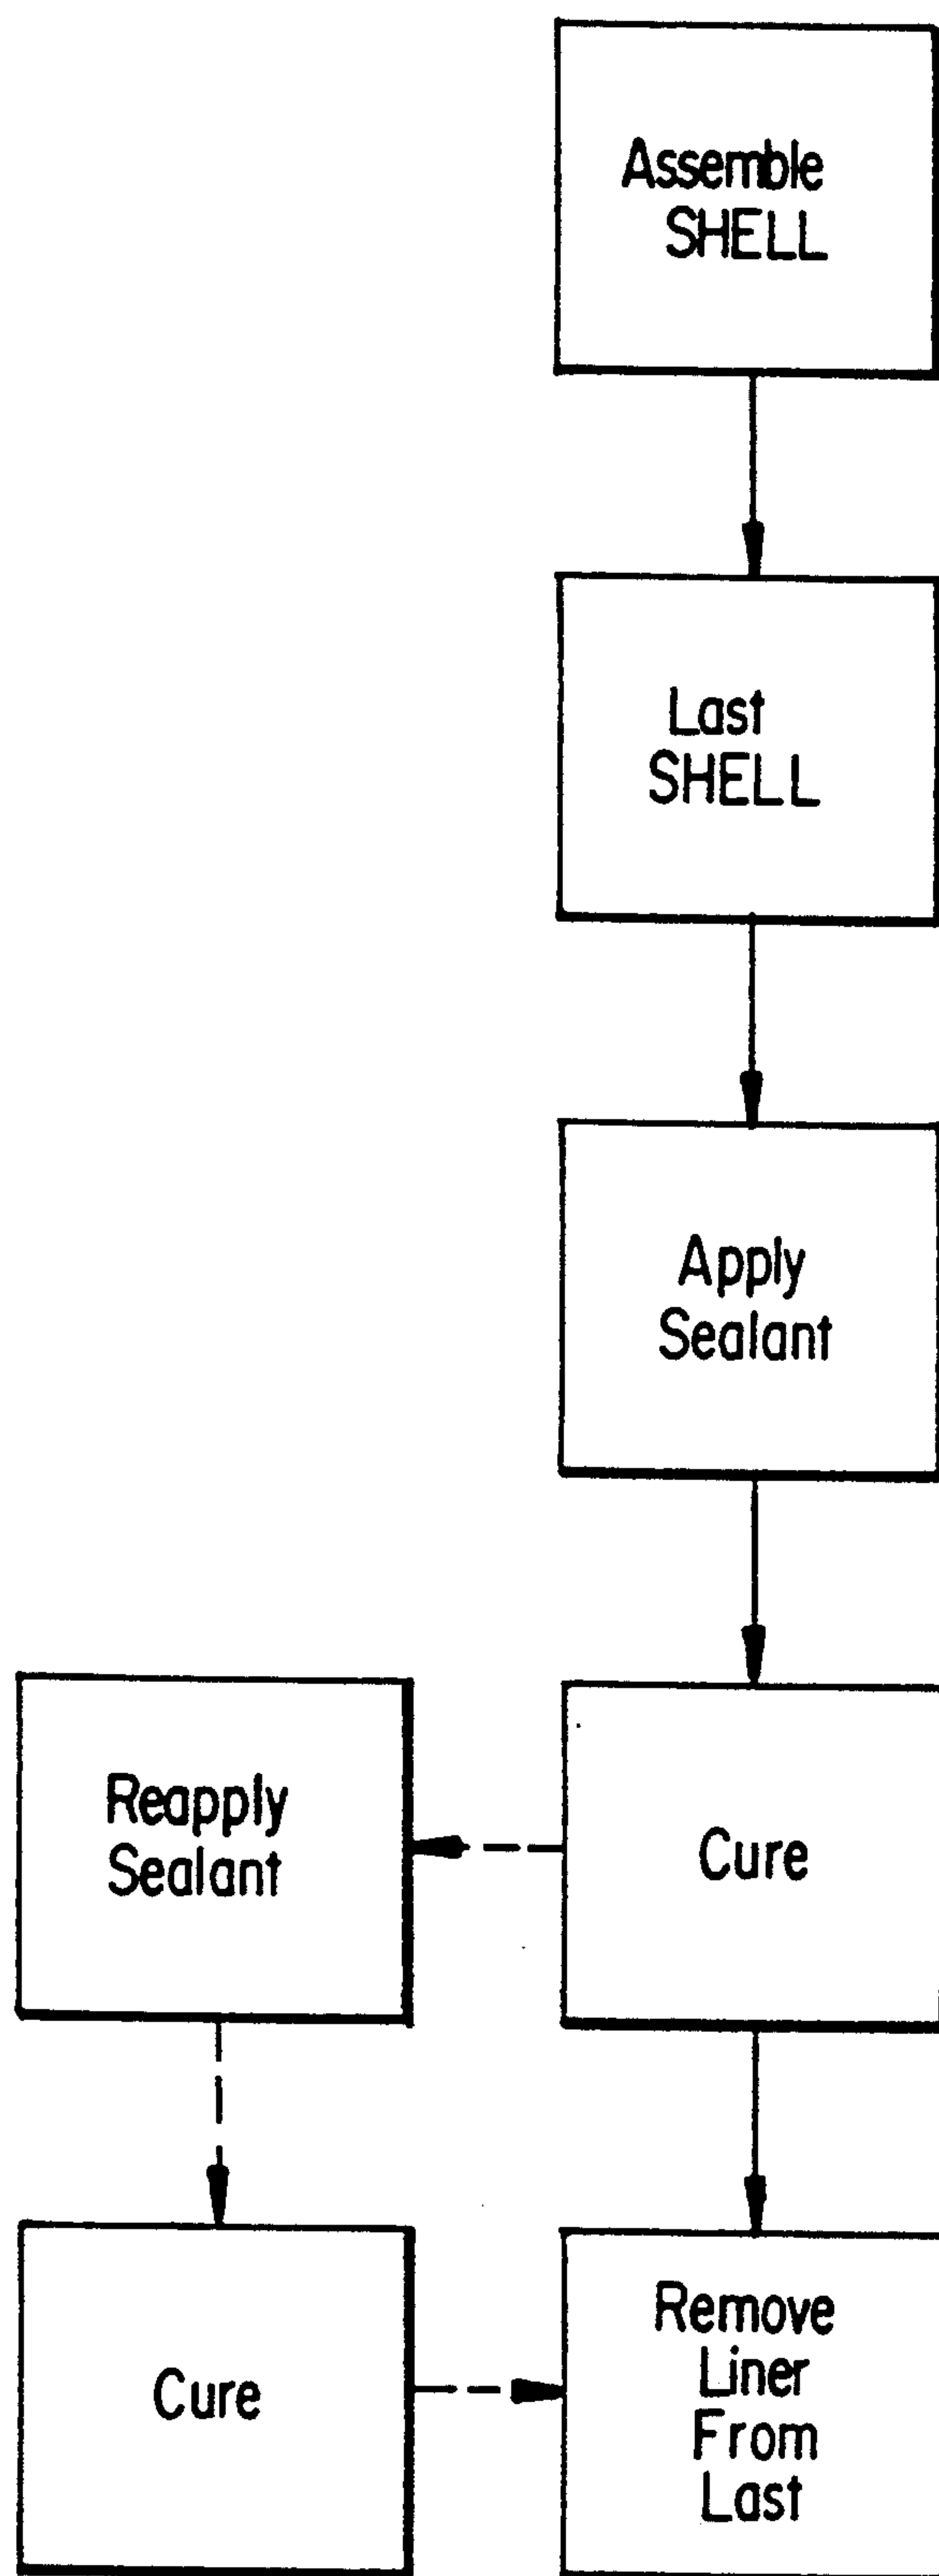 Assemble
SHELL
Last
SHELL
Apply
Sealant
Cure
Reapply
Sealant
Cure
Remove
Liner
From
Last